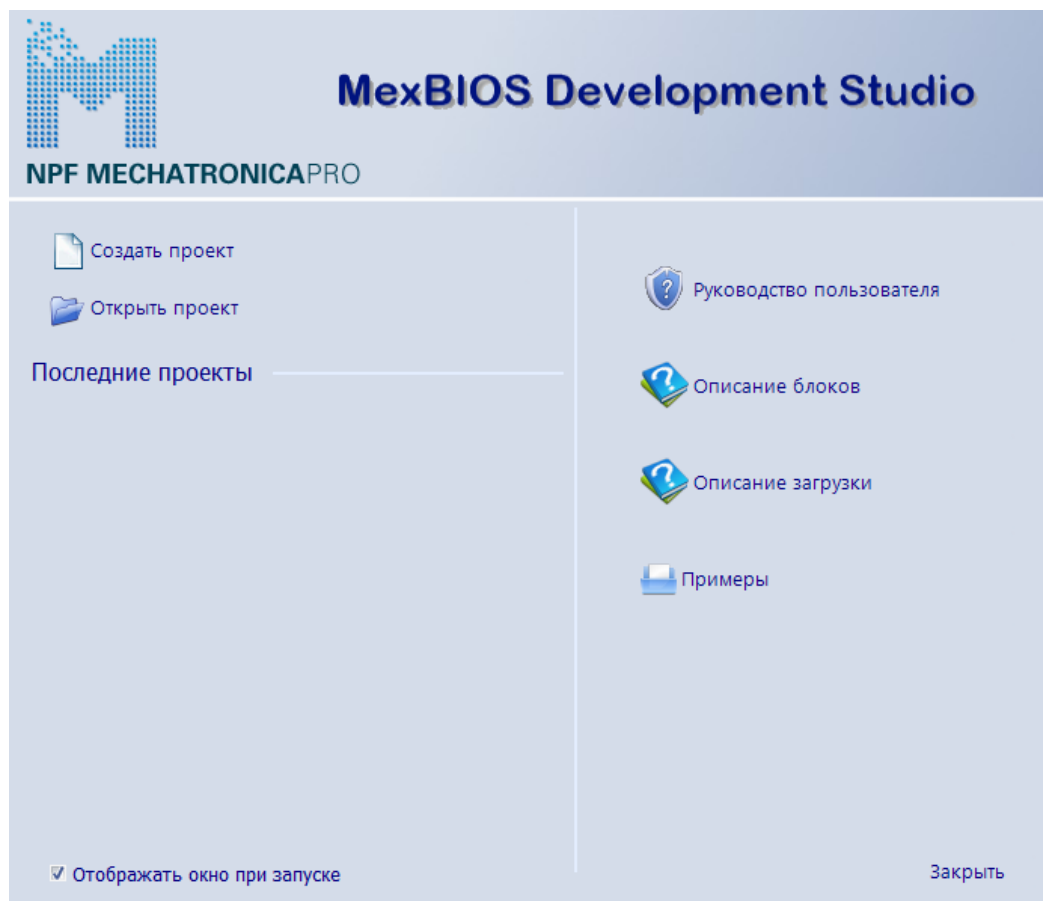 MexBIOS Development Studio
NPF MECHATRONICAPRO
Создать проект
Открыть проект
Последние проекты
Руководство пользователя
Описание блоков
Описание загрузки
Примеры
Отображать окно при запуске
Закрыть